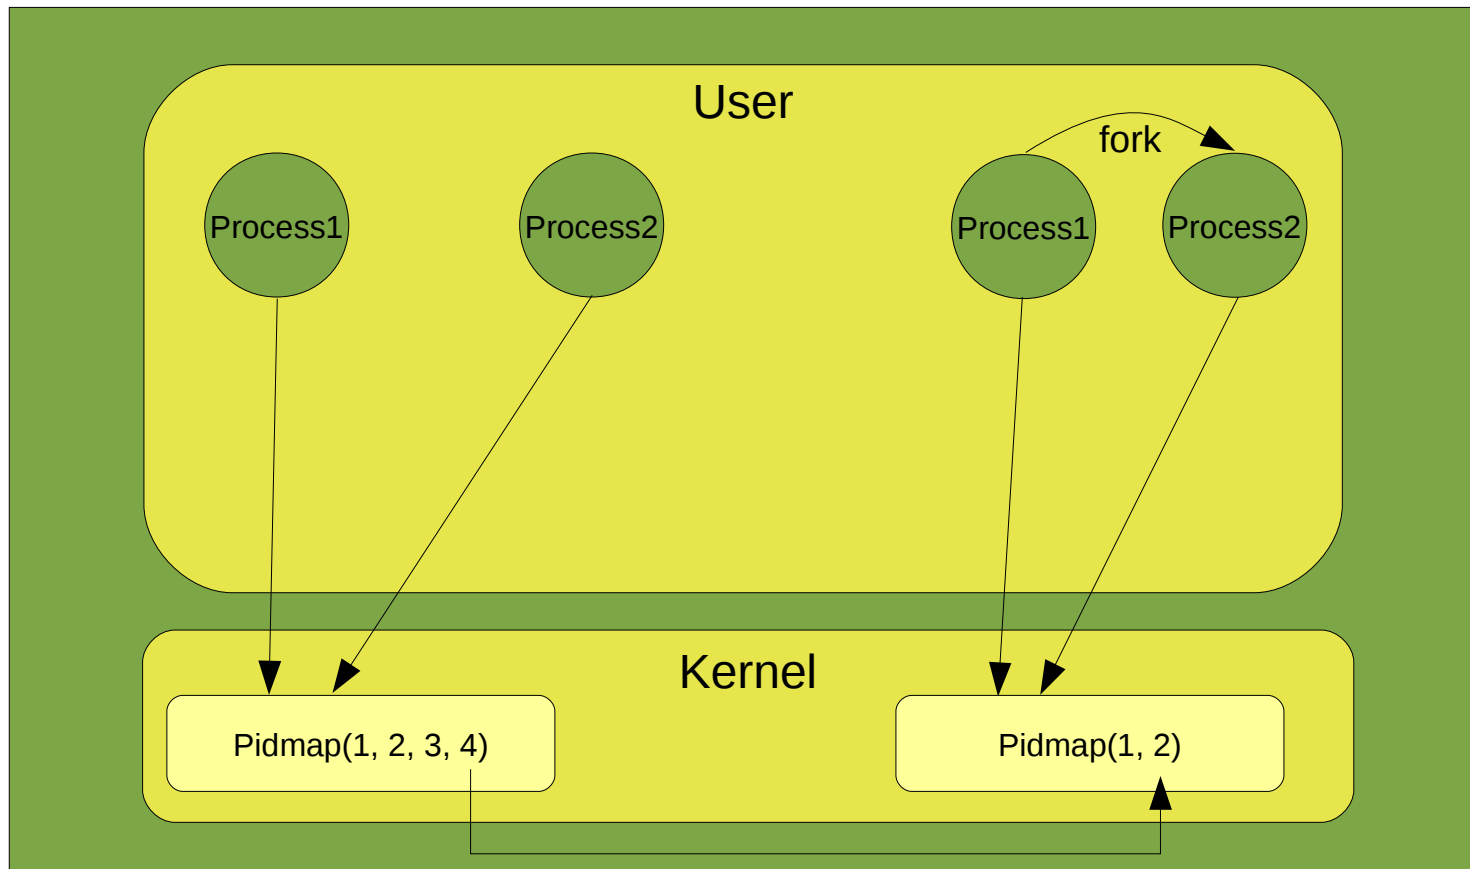 User
fork
Process1
Process2
Process1
Process2
Kernel
Pidmap(1, 2, 3, 4)
Pidmap(1, 2)